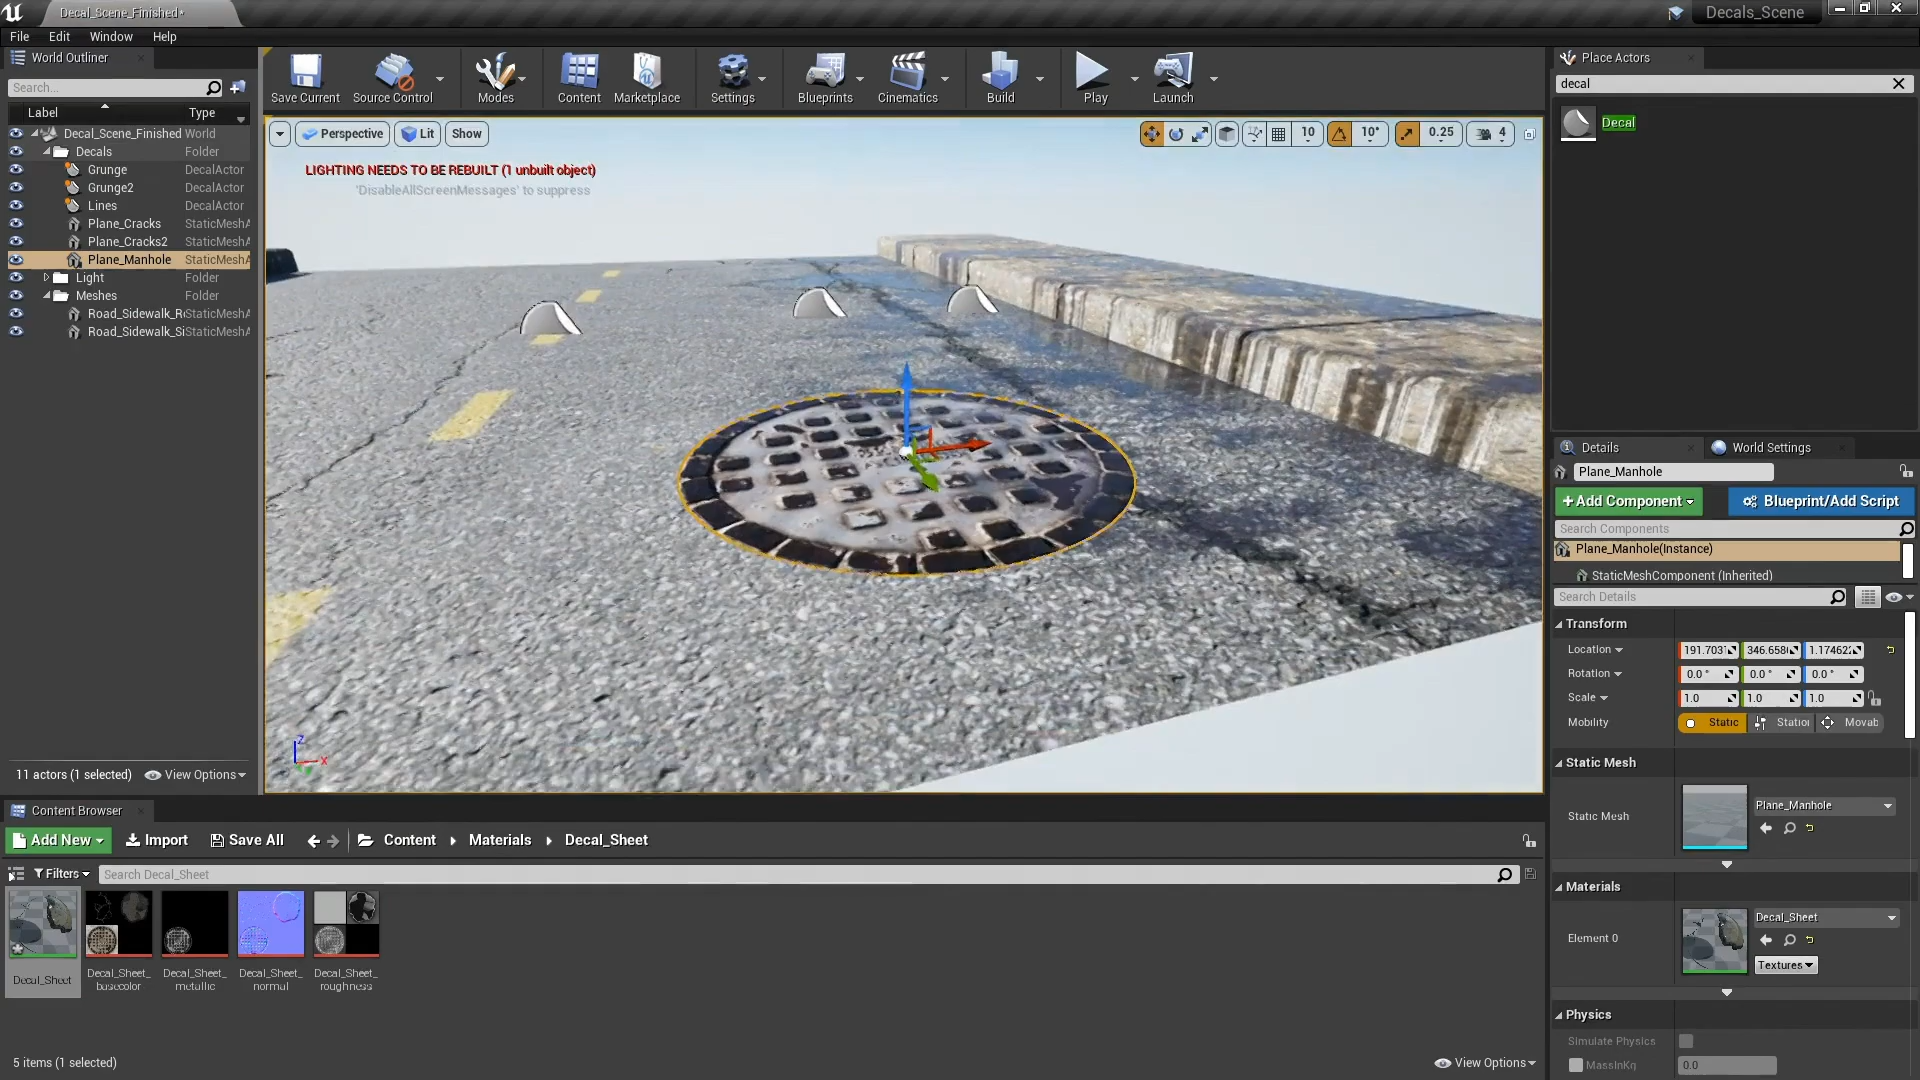 Decal_Scene_Finished*
Decals_Scene
File Edit Window Help
World Outliner
Search...
Label Type
Decal_Scene_Finished World
Decals Folder
Grunge DecalActor
Grunge2 DecalActor
Lines DecalActor
Plane_Cracks StaticMeshA
Plane_Cracks2 StaticMeshA
Plane_Manhole StaticMeshA
Light Folder
Meshes Folder
Road_Sidewalk_R StaticMeshA
Road_Sidewalk_Si StaticMeshA
11 actors (1 selected) View Options
Save Current Source Control Modes Content Marketplace Settings Blueprints Cinematics Build Play Launch
Perspective Lit Show
10 10° 0.25 4
LIGHTING NEEDS TO BE REBUILT (1 unbuilt object)
'DisableAllScreenMessages' to suppress
Z
X
Place Actors
decal
Decal
Details World Settings
Plane_Manhole
+Add Component Blueprint/Add Script
Search Components
Plane_Manhole(Instance)
StaticMeshComponent (Inherited)
Search Details
Transform
Location 191.7031 346.658 1.17462
Rotation 0.0 ° 0.0 ° 0.0 °
Scale 1.0 1.0 1.0
Mobility Static Station Movab
Static Mesh
Static Mesh Plane_Manhole
Materials
Element 0 Decal_Sheet
Textures
Physics
Simulate Physics
MassInKg 0.0
Content Browser
Add New Import Save All Content Materials Decal_Sheet
Filters Search Decal_Sheet
Decal_Sheet
Decal_Sheet_
basecolor
Decal_Sheet_
metallic
Decal_Sheet_
normal
Decal_Sheet_
roughness
5 items (1 selected) View Options